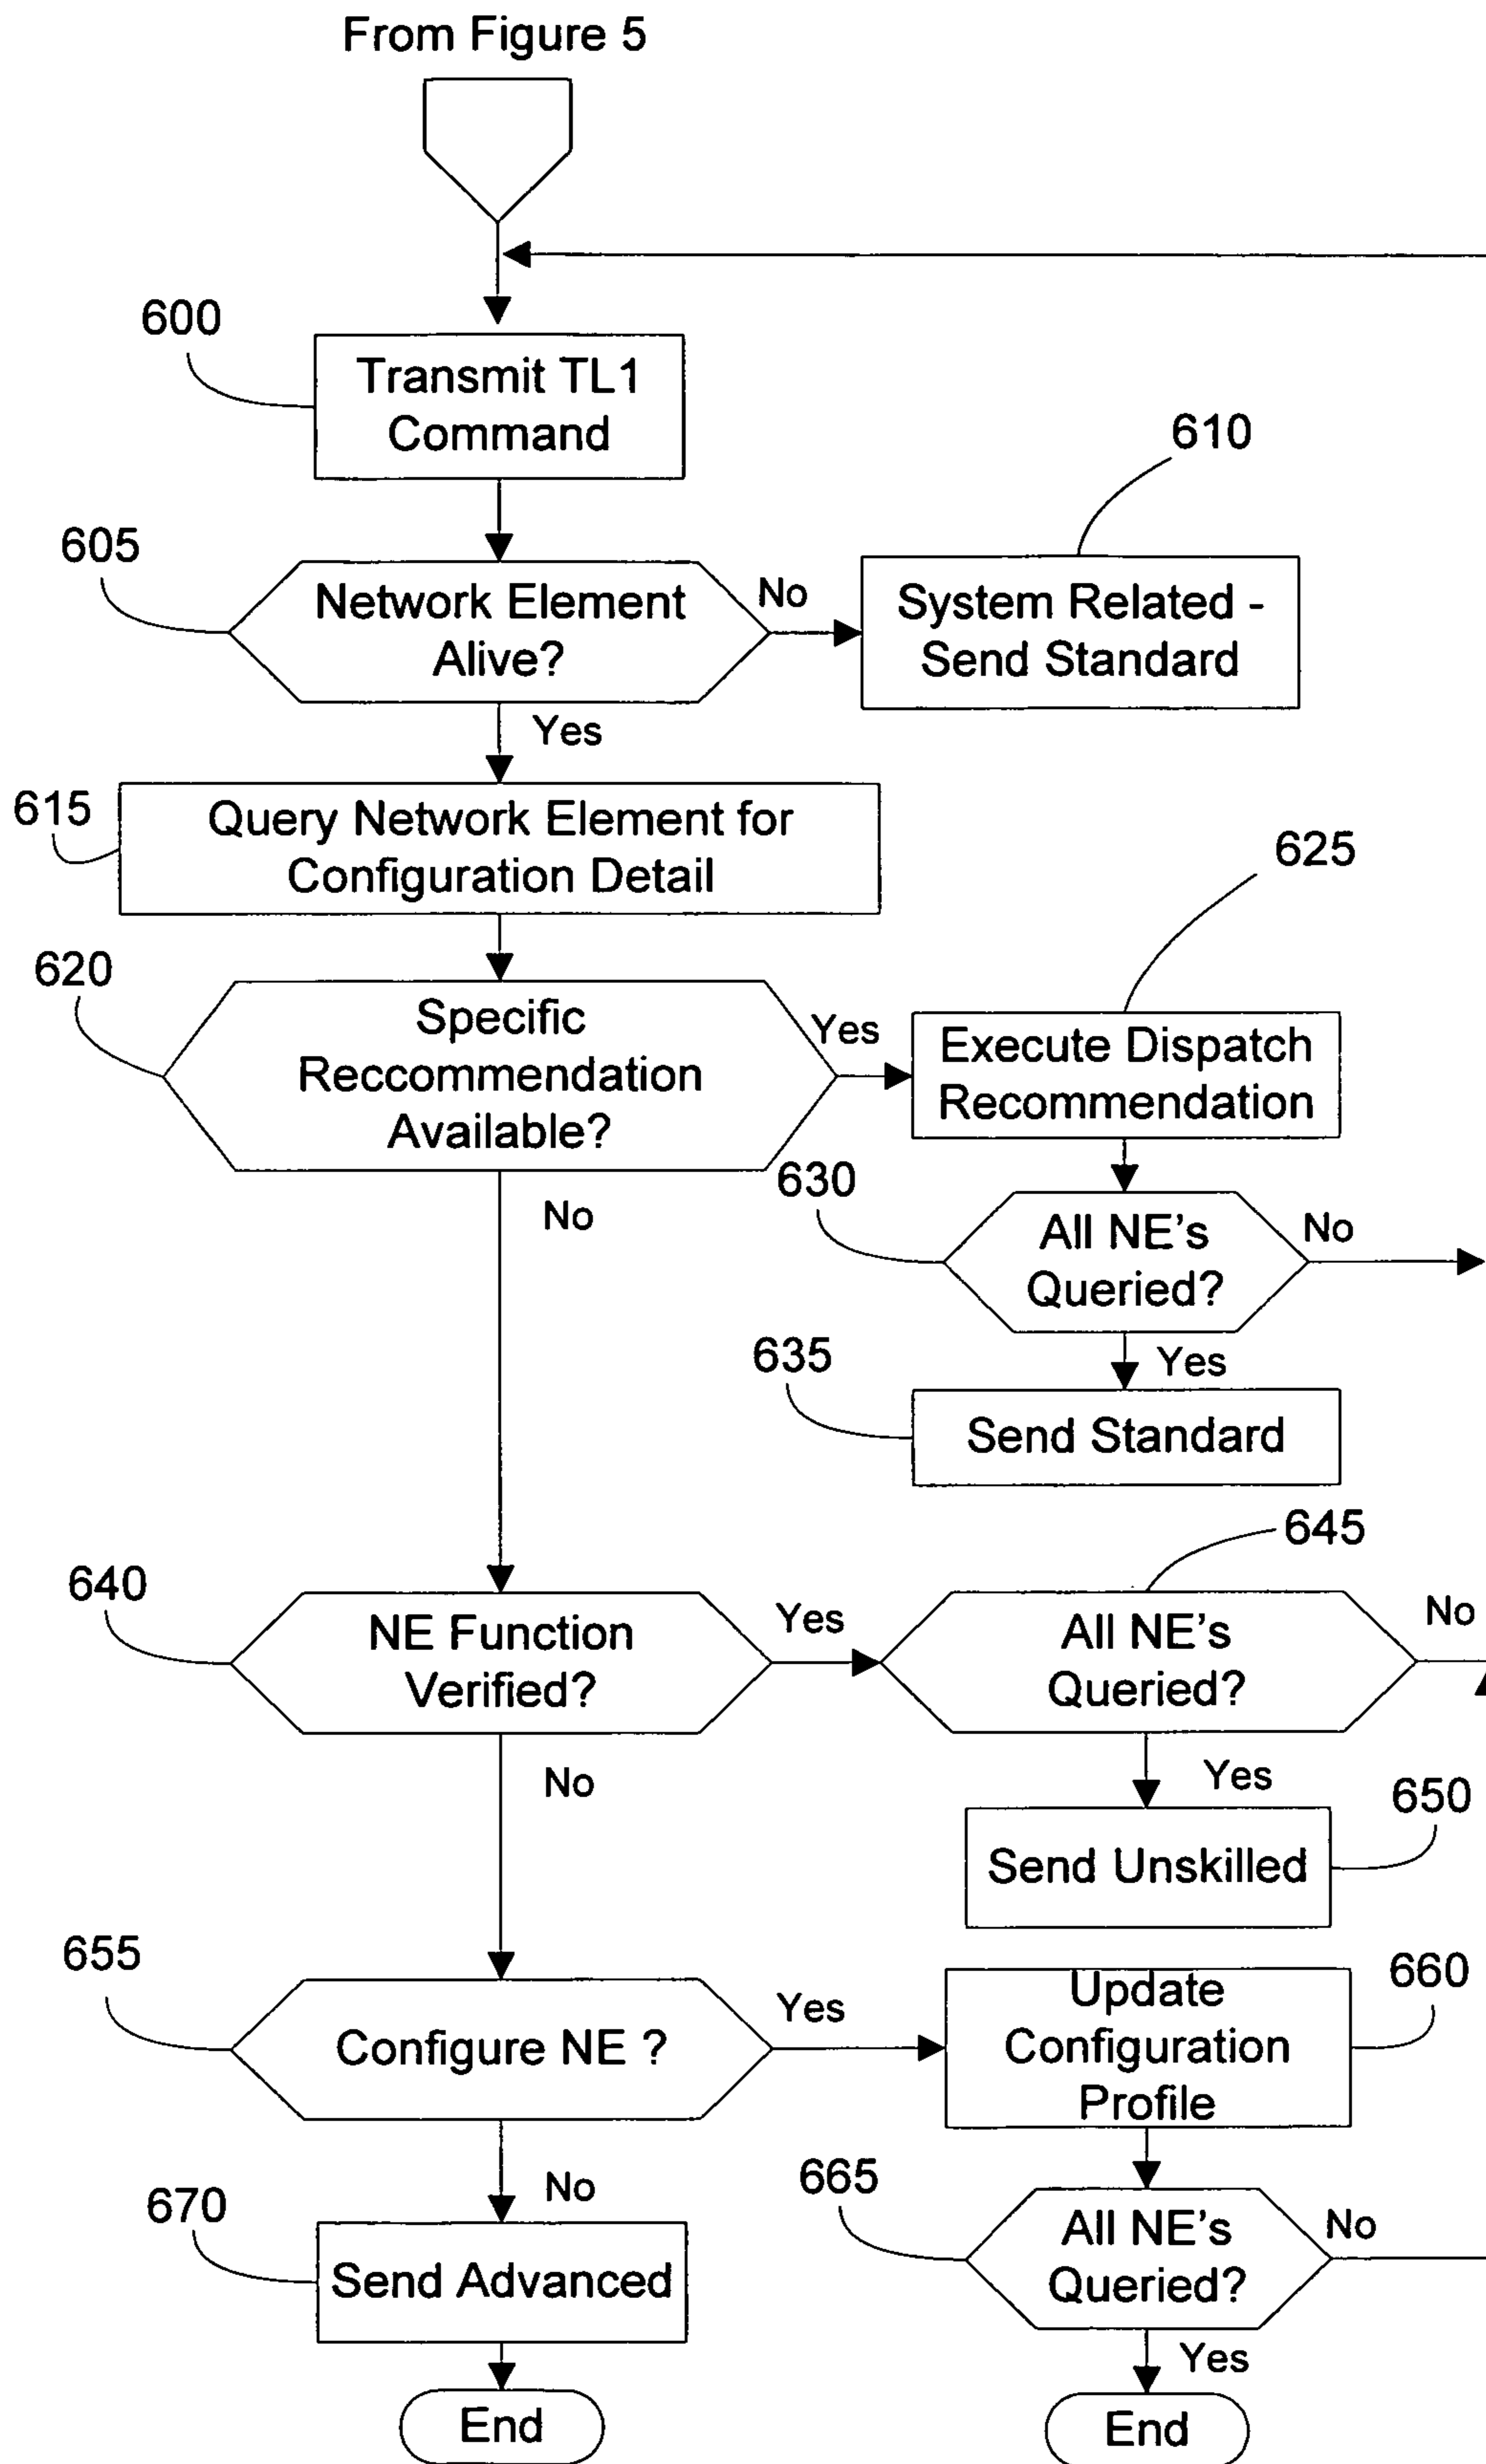 From Figure 5
600
Transmit TL1
Command
610
605
Network Element
Alive?
No
System Related -
Send Standard
Yes
615
Query Network Element for
Configuration Detail
625
620
Specific
Reccommendation
Available?
Yes
Execute Dispatch
Recommendation
No
630
All NE's
Queried?
No
Yes
635
Send Standard
645
640
NE Function
Verified?
Yes
All NE's
Queried?
No
No
Yes
650
Send Unskilled
655
Configure NE ?
Yes
Update
Configuration
Profile
660
No
665
All NE's
Queried?
No
670
Send Advanced
Yes
End
End